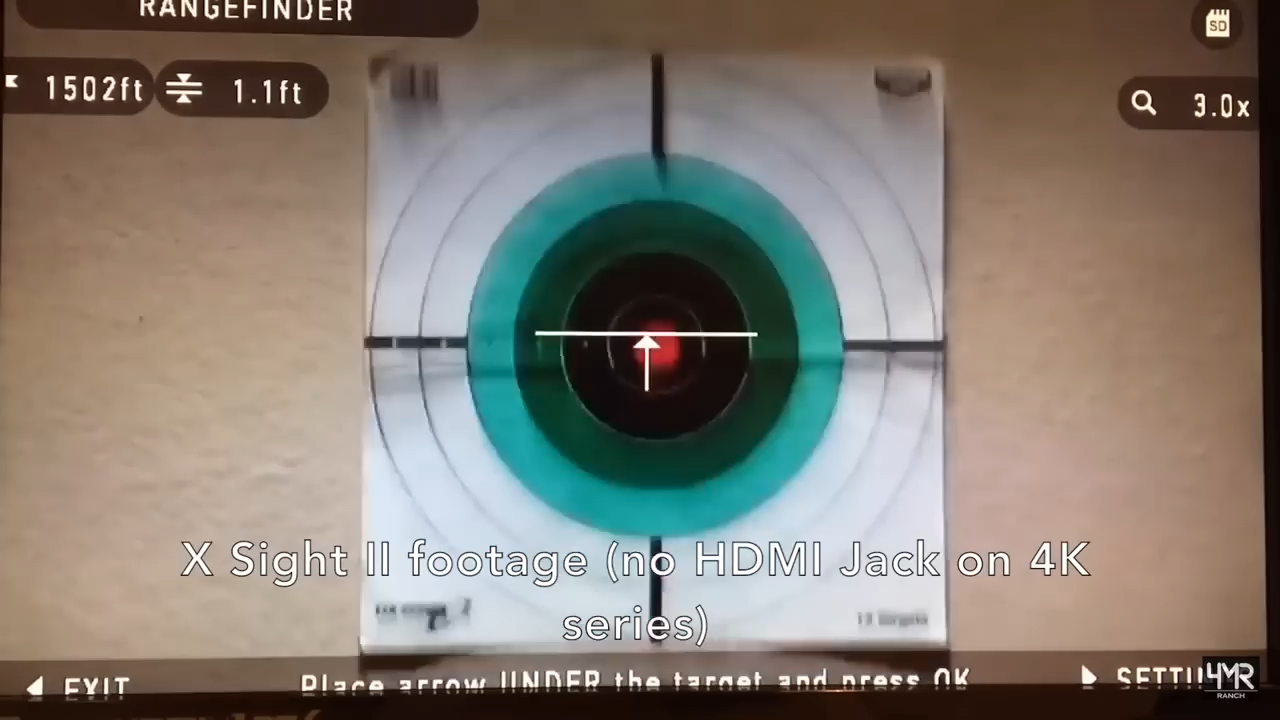 RANGEFINDER
SD
1502ft
1.1ft
3.0x
X Sight II footage (no HDMI Jack on 4K
series)
EXIT
Place arrow UNDER the target and press OK
4MR
RANCH